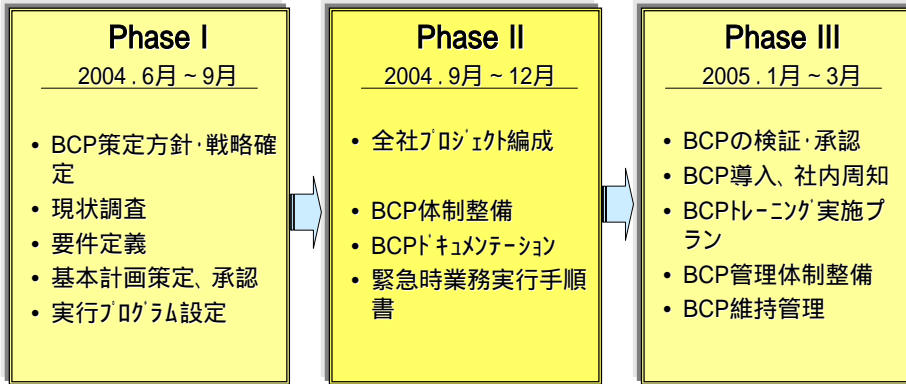 Phase I
2004 . 6月 ~ 9月
• BCP策定方針・戦略確
定
• 現状調査
• 要件定義
• 基本計画策定、承認
• 実行ﾌﾟﾛｸﾞﾗﾑ設定
Phase II
2004 . 9月 ~ 12月
• 全社ﾌﾟﾛｼﾞｪｸﾄ編成
• BCP体制整備
• BCPﾄﾞｷｭﾒﾝﾃｰｼｮﾝ
• 緊急時業務実行手順
書
Phase III
2005 . 1月 ~ 3月
• BCPの検証・承認
• BCP導入、社内周知
• BCPﾄﾚｰﾆﾝｸﾞ実施プ
ラン
• BCP管理体制整備
• BCP維持管理